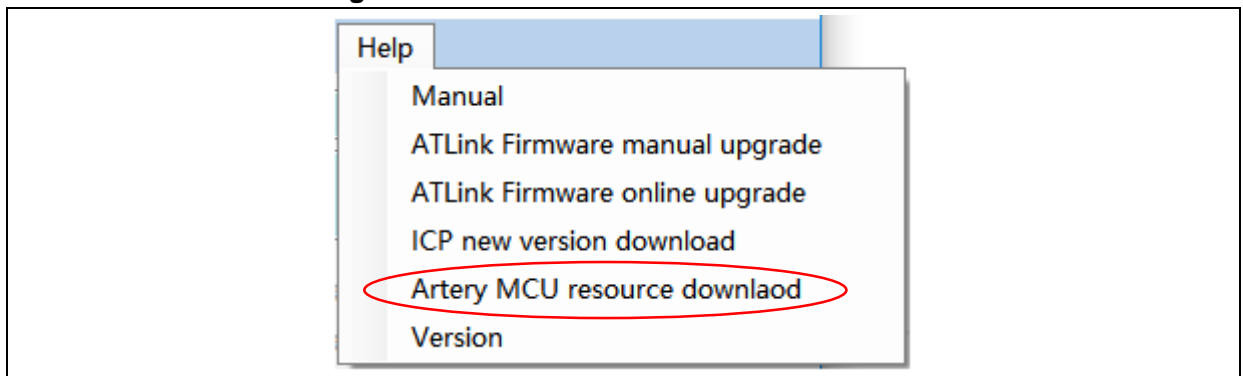 Help
Manual
ATLink Firmware manual upgrade
ATLink Firmware online upgrade
ICP new version download
Artery MCU resource downlaod
Version